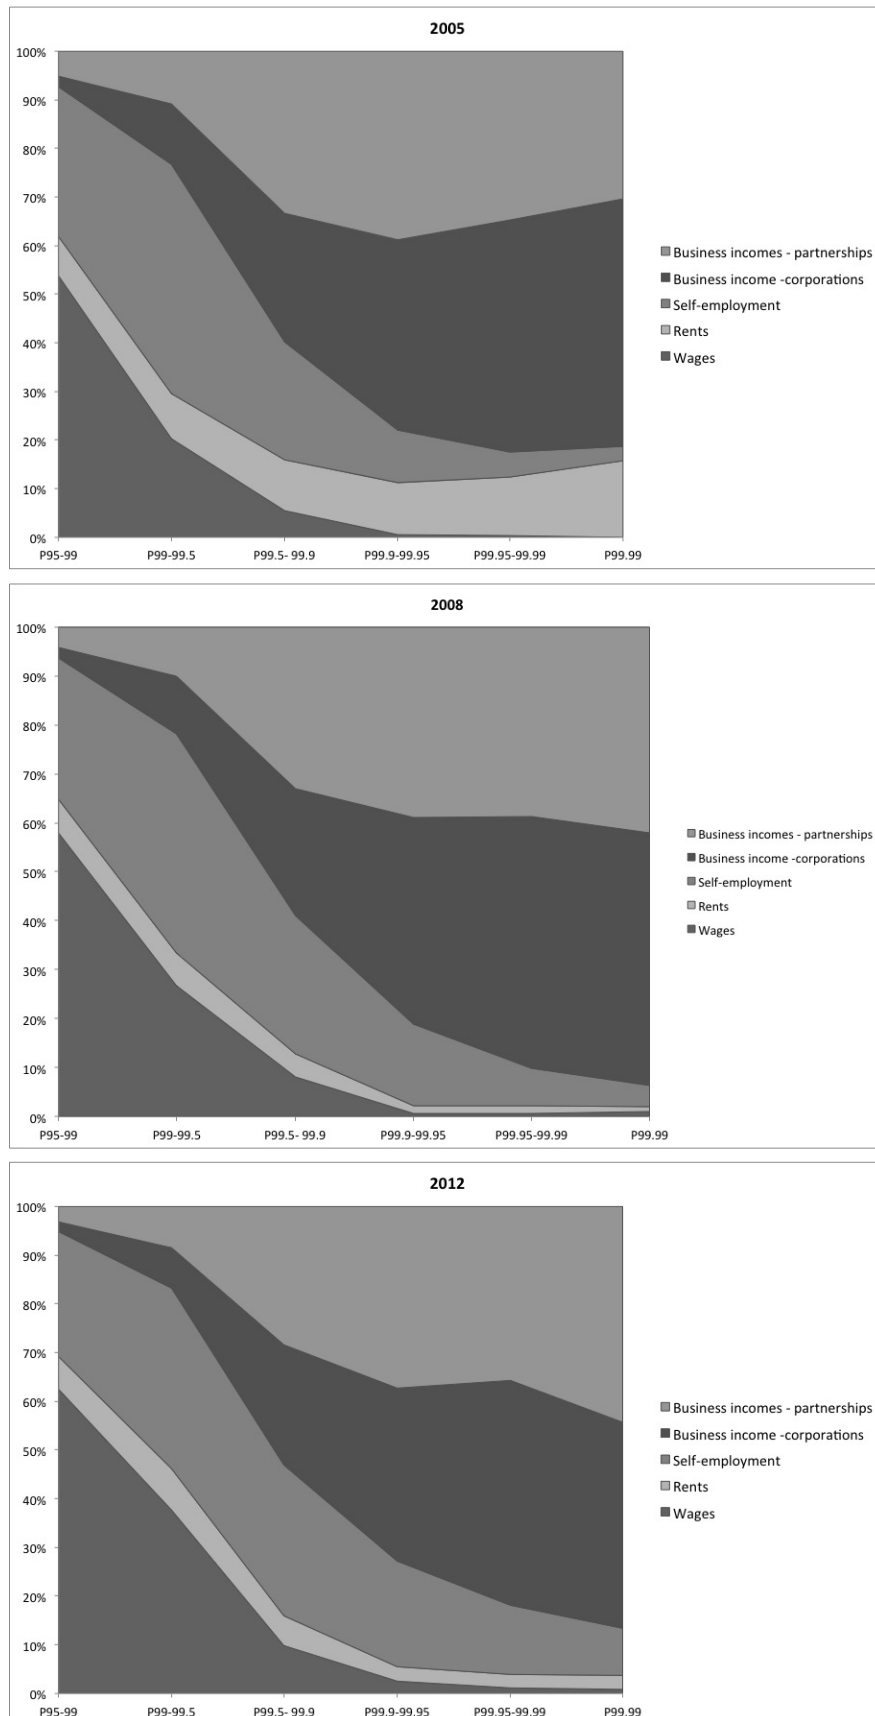 2005
100%
90%
80%
70%
60%
50%
40%
30%
20%
10%
0%
P95-99 P99-99.5 P99.5- 99.9 P99.9-99.95 P99.95-99.99 P99.99
Business incomes - partnerships
Business income -corporations
Self-employment
Rents
Wages
2008
100%
90%
80%
70%
60%
50%
40%
30%
20%
10%
0%
P95-99 P99-99.5 P99.5- 99.9 P99.9-99.95 P99.95-99.99 P99.99
Business incomes - partnerships
Business income -corporations
Self-employment
Rents
Wages
2012
100%
90%
80%
70%
60%
50%
40%
30%
20%
10%
0%
P95-99 P99-99.5 P99.5- 99.9 P99.9-99.95 P99.95-99.99 P99.99
Business incomes - partnerships
Business income -corporations
Self-employment
Rents
Wages